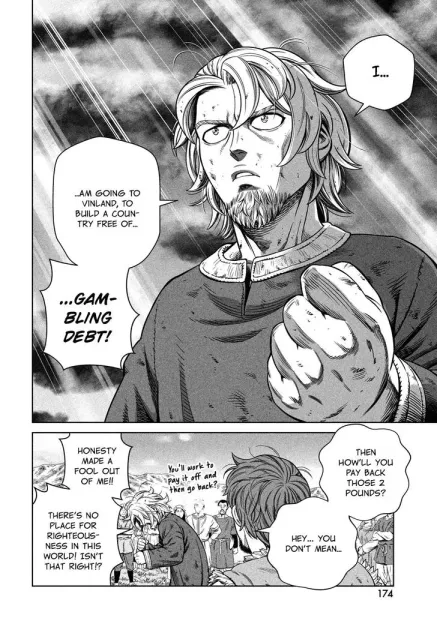 I...
..AM GOING TO
VINLAND, TO
BUILD A COUN-
TRY FREE OF...
...GAM-
BLING
DEBT!
THEN
HOW'LL YOU
PAY BACK
THOSE 2
POUNDS?
HEY... YOU
DON'T MEAN...
You'll work to
pay it off and
then go back?
HONESTY
MADE A
FOOL OUT
OF ME!!
THERE'S NO
PLACE FOR
RIGHTEOUS-
NESS IN THIS
WORLD! ISN'T
THAT RIGHT!?
174